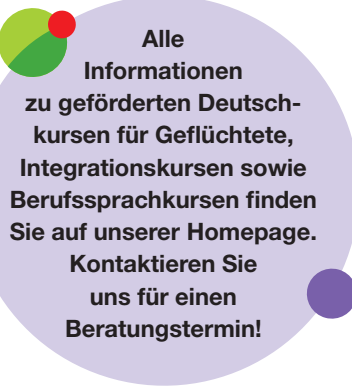 Alle
Informationen
zu geförderten Deutsch-
kursen für Geflüchtete,
Integrationskursen sowie
Berufssprachkursen finden
Sie auf unserer Homepage.
Kontaktieren Sie
uns für einen
Beratungstermin!